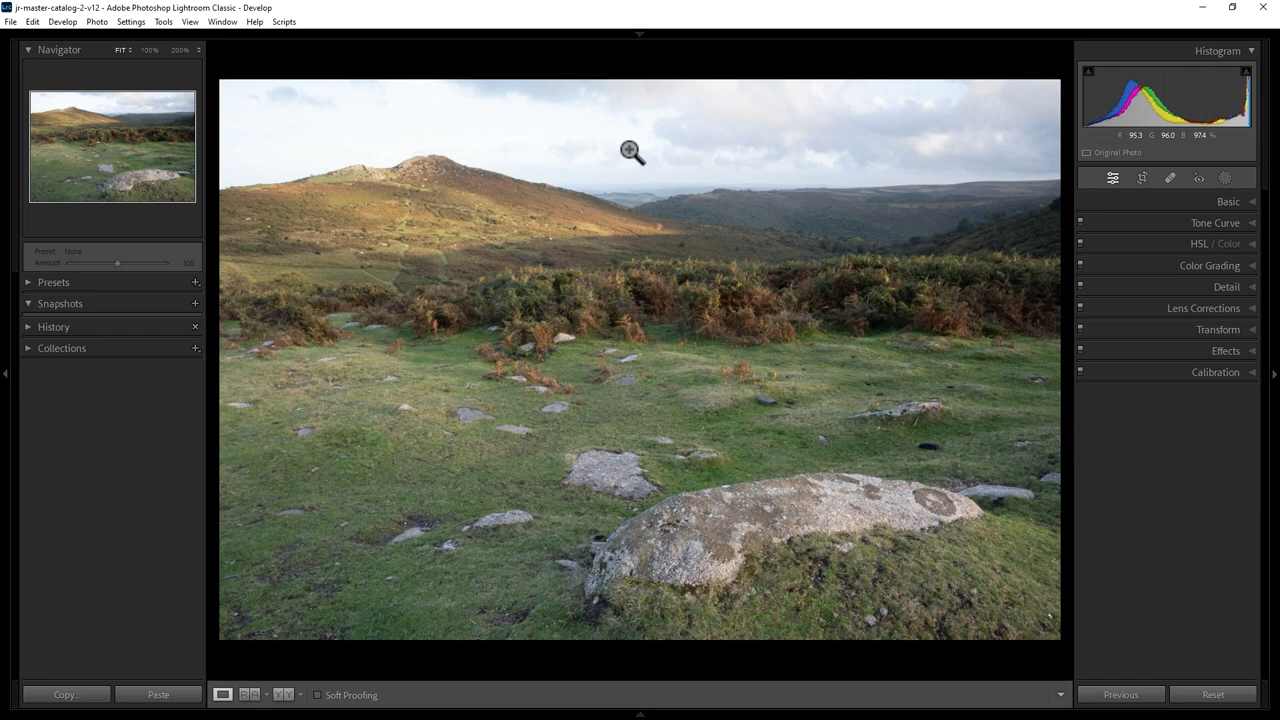 jr-master-catalog-2-v12 - Adobe Photoshop Lightroom Classic - Develop
File Edit Develop Photo Settings Tools View Window Help Scripts
Navigator FIT 100% 200%
Histogram
R 95.3 G 96.0 B 97.4 %
Original Photo
Basic
Tone Curve
HSL / Color
Color Grading
Detail
Lens Corrections
Transform
Effects
Calibration
Preset: None
Amount 100
Presets
Snapshots
History
Collections
Copy... Paste
R A Y Y Soft Proofing
Previous Reset